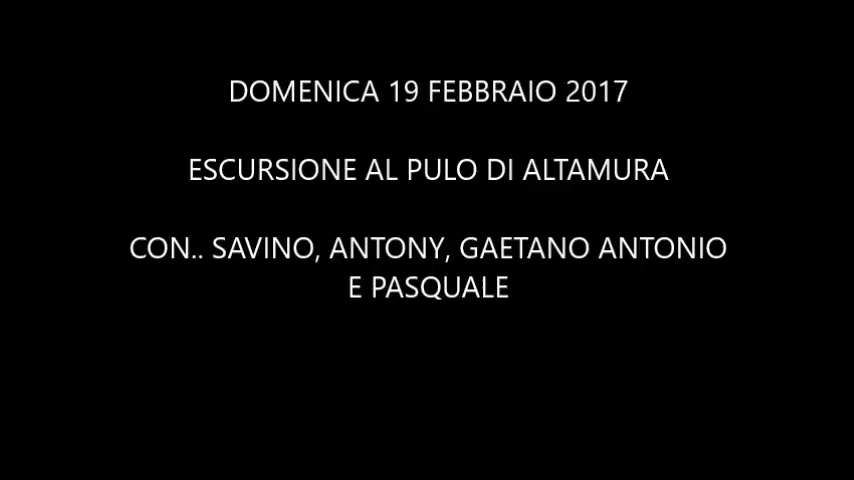 DOMENICA 19 FEBBRAIO 2017
ESCURSIONE AL PULO DI ALTAMURA
CON.. SAVINO, ANTONY, GAETANO ANTONIO
E PASQUALE